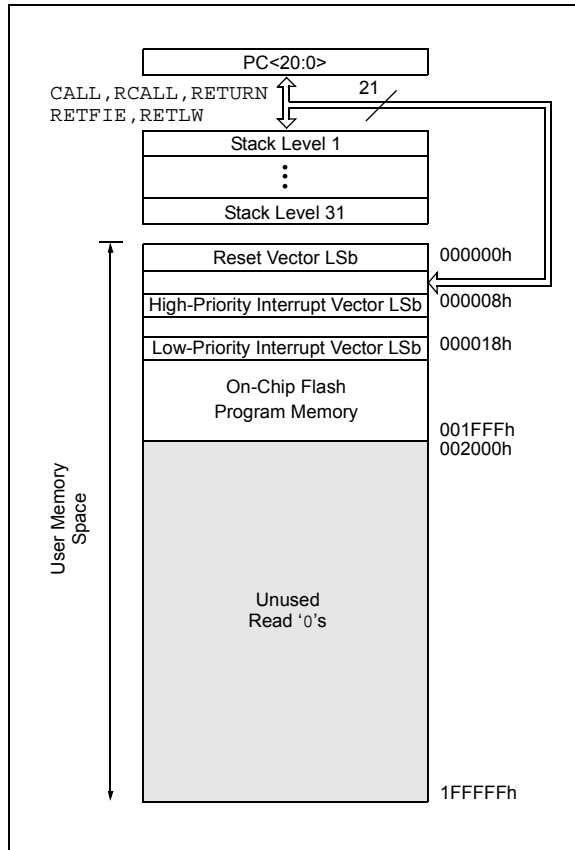 PC<20:0>
CALL,RCALL,RETURN
RETFIE,RETLW
21
Stack Level 1
Stack Level 31
Reset Vector LSb
000000h
High-Priority Interrupt Vector LSb
000008h
Low-Priority Interrupt Vector LSb
000018h
On-Chip Flash
Program Memory
001FFFh
002000h
User Memory
Space
Unused
Read ‘0’s
1FFFFFh